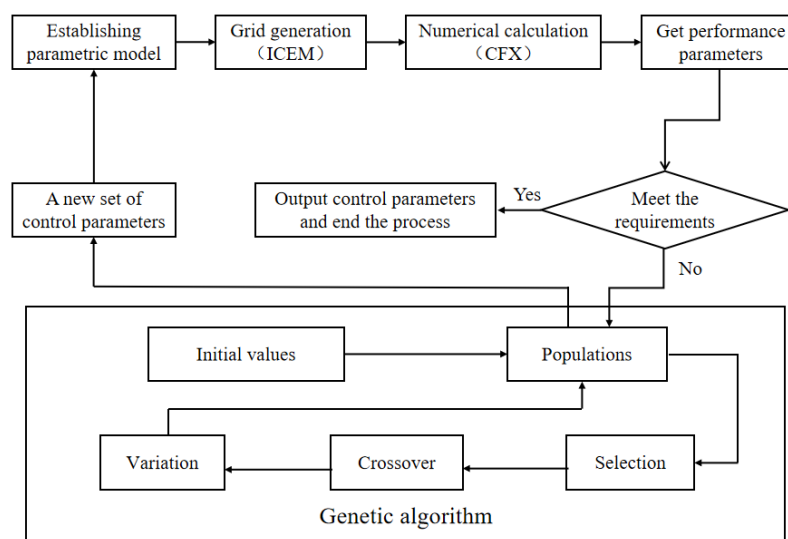 Establishing
parametric model
Grid generation
（ICEM）
Numerical calculation
（CFX）
Get performance
parameters
A new set of
control parameters
Output control parameters
and end the process
Yes
Meet the
requirements
No
Initial values
Populations
Variation
Crossover
Selection
Genetic algorithm